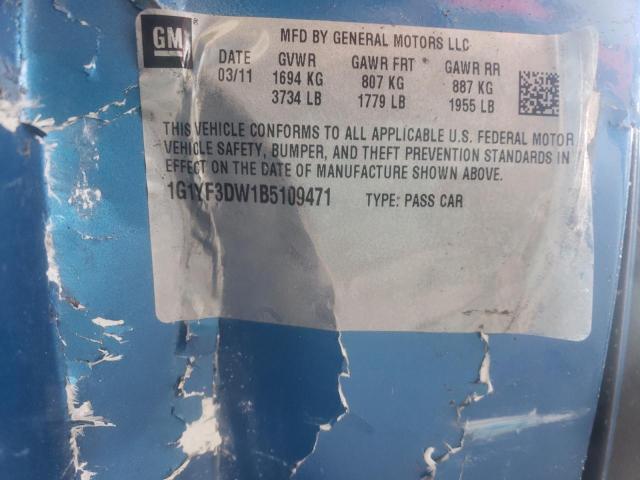 GM ®
MFD BY GENERAL MOTORS LLC
DATE GVWR GAWR FRT GAWR RR
03/11 1694 KG 807 KG 887 KG
3734 LB 1779 LB 1955 LB
THIS VEHICLE CONFORMS TO ALL APPLICABLE U.S. FEDERAL MOTOR
VEHICLE SAFETY, BUMPER, AND THEFT PREVENTION STANDARDS IN
EFFECT ON THE DATE OF MANUFACTURE SHOWN ABOVE.
1G1YF3DW1B5109471 TYPE: PASS CAR